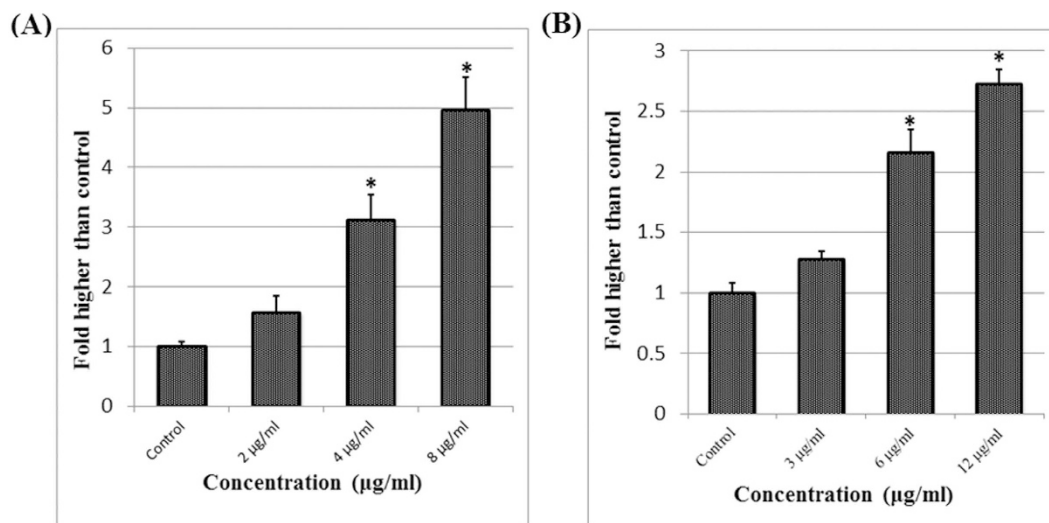 (A)
6
5
4
3
2
1
0
Fold higher than control
*
*
Control
2 µg/ml
4 µg/ml
8 µg/ml
Concentration (µg/ml)
(B)
3
2.5
2
1.5
1
0.5
0
Fold higher than control
*
*
Control
3 µg/ml
6 µg/ml
12 µg/ml
Concentration (µg/ml)